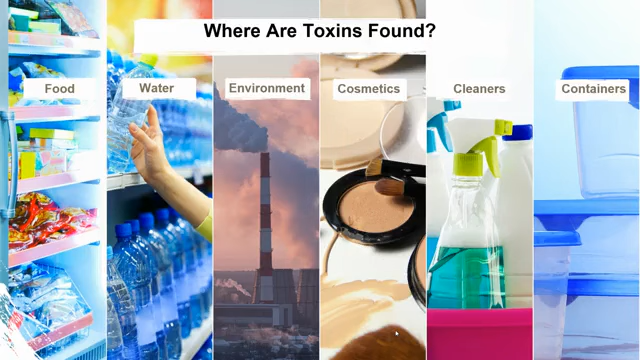 Where Are Toxins Found?
Food
Water
Environment
Cosmetics
Cleaners
Containers